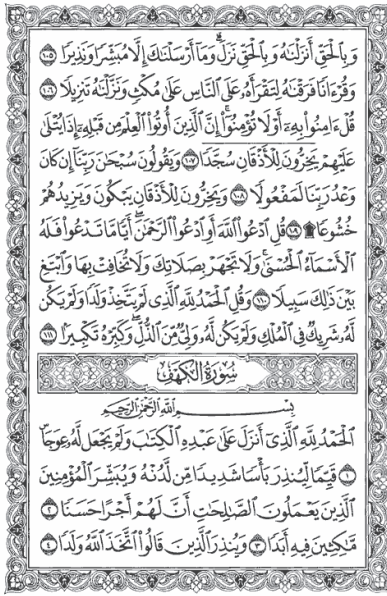 وَبِٱلْحَقِّ أَنزَلْنَٰهُ وَبِٱلْحَقِّ نَزَلَ ۗ وَمَآ أَرْسَلْنَٰكَ إِلَّا مُبَشِّرًا وَنَذِيرًا ١٠٥
وَقُرْءَانًا فَرَقْنَٰهُ لِتَقْرَأَهُۥ عَلَى ٱلنَّاسِ عَلَىٰ مُكْثٍ وَنَزَّلْنَٰهُ تَنزِيلًا ١٠٦
قُلْ ءَامِنُوا۟ بِهِۦٓ أَوْ لَا تُؤْمِنُوٓا۟ ۚ إِنَّ ٱلَّذِينَ أُوتُوا۟ ٱلْعِلْمَ مِن قَبْلِهِۦٓ إِذَا يُتْلَىٰ
عَلَيْهِمْ يَخِرُّونَ لِلْأَذْقَانِ سُجَّدًا ١٠٧ وَيَقُولُونَ سُبْحَٰنَ رَبِّنَآ إِن كَانَ
وَعْدُ رَبِّنَا لَمَفْعُولًا ١٠٨ وَيَخِرُّونَ لِلْأَذْقَانِ يَبْكُونَ وَيَزِيدُهُمْ
خُشُوعًا ۩ ١٠٩ قُلِ ٱدْعُوا۟ ٱللَّهَ أَوِ ٱدْعُوا۟ ٱلرَّحْمَٰنَ ۖ أَيًّا مَّا تَدْعُوا۟ فَلَهُ
ٱلْأَسْمَآءُ ٱلْحُسْنَىٰ ۚ وَلَا تَجْهَرْ بِصَلَاتِكَ وَلَا تُخَافِتْ بِهَا وَٱبْتَغِ
بَيْنَ ذَٰلِكَ سَبِيلًا ١١٠ وَقُلِ ٱلْحَمْدُ لِلَّهِ ٱلَّذِى لَمْ يَتَّخِذْ وَلَدًا وَلَمْ يَكُن
لَّهُۥ شَرِيكٌ فِى ٱلْمُلْكِ وَلَمْ يَكُن لَّهُۥ وَلِىٌّ مِّنَ ٱلذُّلِّ ۖ وَكَبِّرْهُ تَكْبِيرًۢا ١١١
سُورَةُ الكَهْفِ
بِسْمِ ٱللَّهِ ٱلرَّحْمَٰنِ ٱلرَّحِيمِ
ٱلْحَمْدُ لِلَّهِ ٱلَّذِىٓ أَنزَلَ عَلَىٰ عَبْدِهِ ٱلْكِتَٰبَ وَلَمْ يَجْعَل لَّهُۥ عِوَجَا
١ قَيِّمًا لِّيُنذِرَ بَأْسًا شَدِيدًا مِّن لَّدُنْهُ وَيُبَشِّرَ ٱلْمُؤْمِنِينَ
ٱلَّذِينَ يَعْمَلُونَ ٱلصَّٰلِحَٰتِ أَنَّ لَهُمْ أَجْرًا حَسَنًا ٢
مَّٰكِثِينَ فِيهِ أَبَدًا ٣ وَيُنذِرَ ٱلَّذِينَ قَالُوا۟ ٱتَّخَذَ ٱللَّهُ وَلَدًا ٤